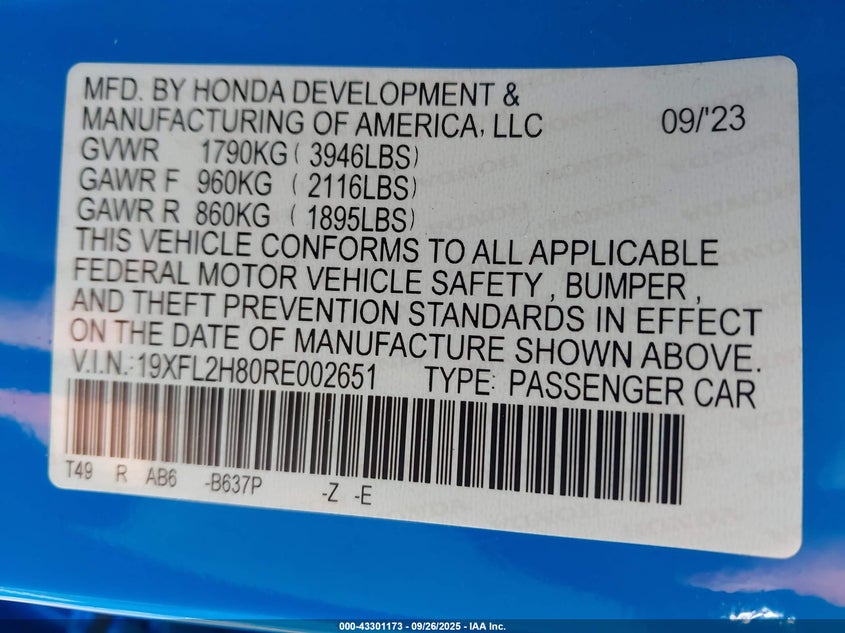 MFD. BY HONDA DEVELOPMENT &
MANUFACTURING OF AMERICA, LLC 09/'23
GVWR 1790KG ( 3946LBS)
GAWR F 960KG ( 2116LBS)
GAWR R 860KG ( 1895LBS)
THIS VEHICLE CONFORMS TO ALL APPLICABLE
FEDERAL MOTOR VEHICLE SAFETY , BUMPER ,
AND THEFT PREVENTION STANDARDS IN EFFECT
ON THE DATE OF MANUFACTURE SHOWN ABOVE.
V.I.N.: 19XFL2H80RE002651 TYPE: PASSENGER CAR
T49 R AB6 -B637P -Z -E
000-43301173 - 09/26/2025 - IAA Inc.